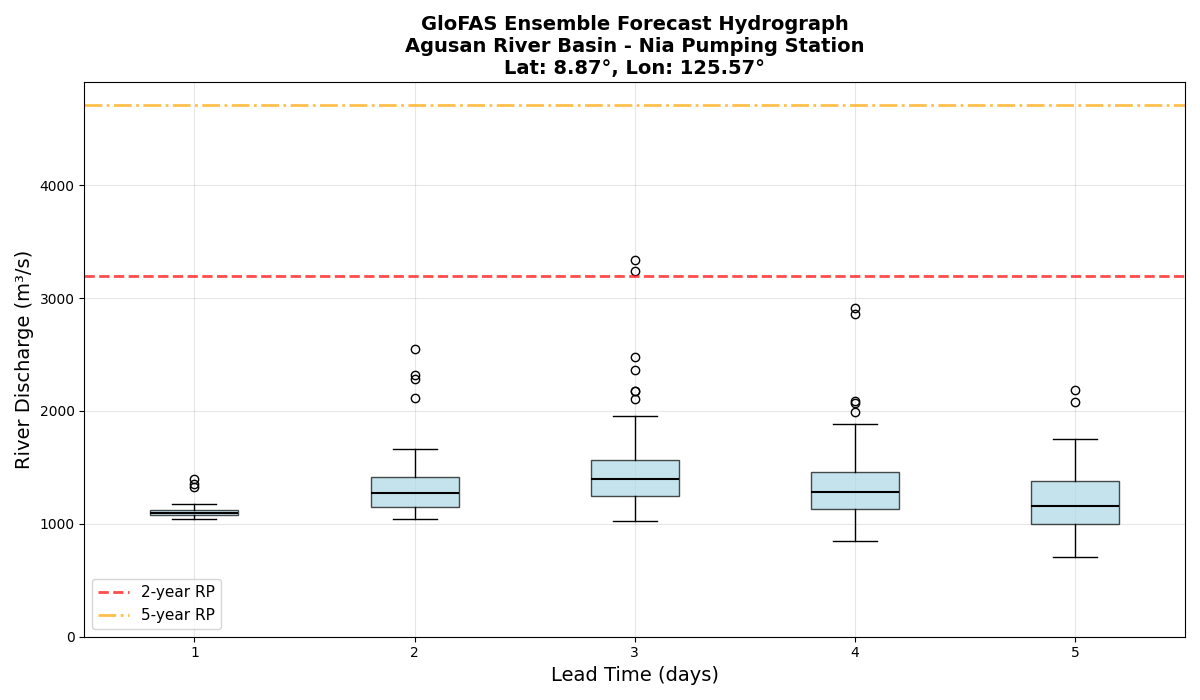 GloFAS Ensemble Forecast Hydrograph
Agusan River Basin - Nia Pumping Station
Lat: 8.87°, Lon: 125.57°
River Discharge (m³/s)
4000
3000
2000
1000
0
2-year RP
5-year RP
1 2 3 4 5
Lead Time (days)